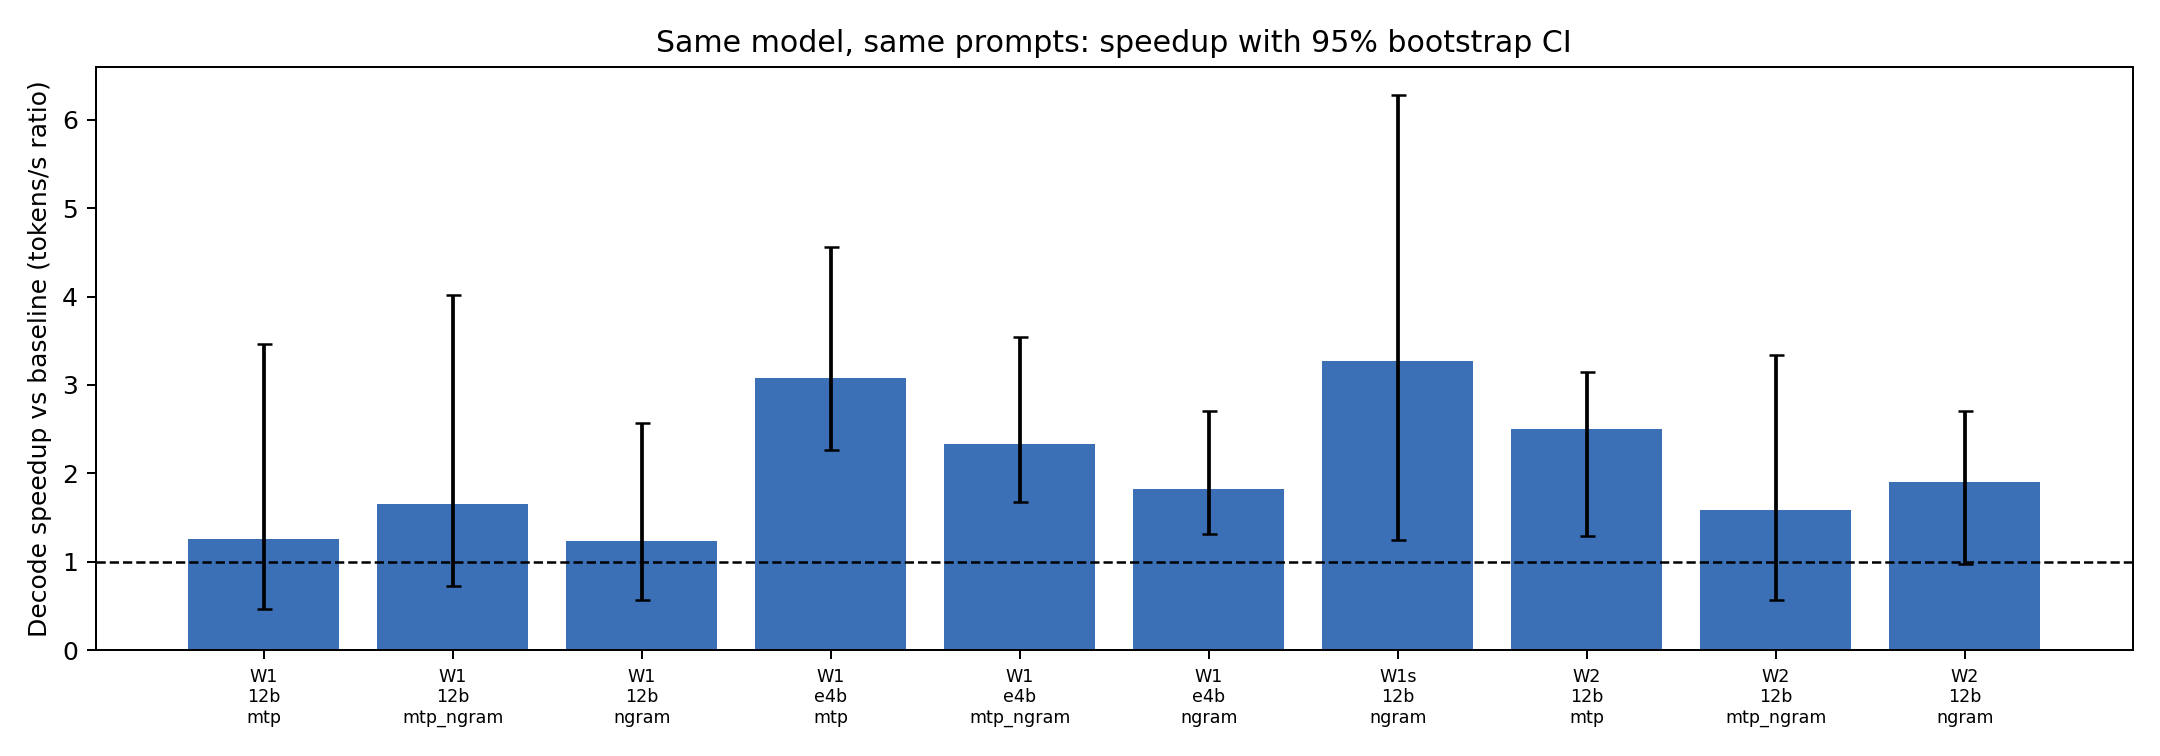 Same model, same prompts: speedup with 95% bootstrap CI
Decode speedup vs baseline (tokens/s ratio)
6
5
4
3
2
1
0
W1
12b
mtp
W1
12b
mtp_ngram
W1
12b
ngram
W1
e4b
mtp
W1
e4b
mtp_ngram
W1
e4b
ngram
W1s
12b
ngram
W2
12b
mtp
W2
12b
mtp_ngram
W2
12b
ngram